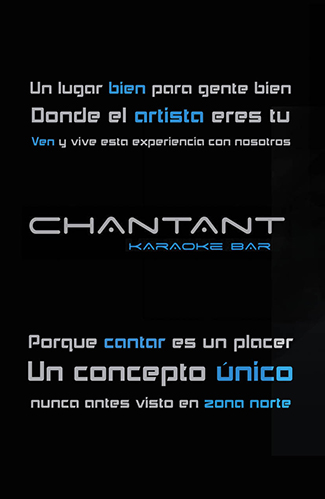 Un lugar bien para gente bien
Donde el artista eres tu
Ven y vive esta experiencia con nosotros
CHANTANT
KARAOKE BAR
Porque cantar es un placer
Un concepto único
nunca antes visto en zona norte